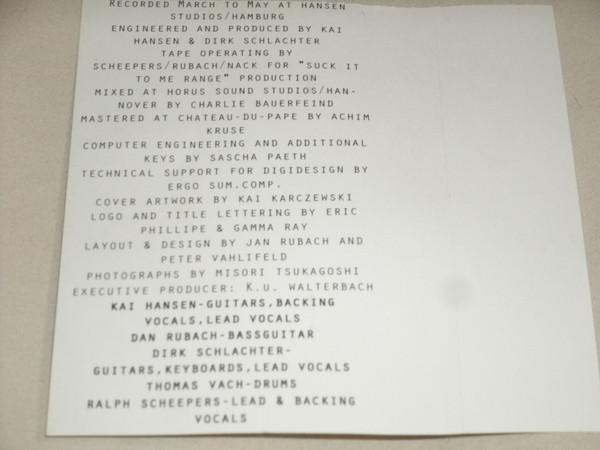 RECORDED MARCH TO MAY AT HANSEN
STUDIOS/HAMBURG
ENGINEERED AND PRODUCED BY KAI
HANSEN & DIRK SCHLACHTER
TAPE OPERATING BY
SCHEEPERS/RUBACH/NACK FOR "SUCK IT
TO ME RANGE" PRODUCTION
MIXED AT HORUS SOUND STUDIOS/HAN-
NOVER BY CHARLIE BAUERFEIND
MASTERED AT CHATEAU-DU-PAPE BY ACHIM
KRUSE
COMPUTER ENGINEERING AND ADDITIONAL
KEYS BY SASCHA PAETH
TECHNICAL SUPPORT FOR DIGIDESIGN BY
ERGO SUM.COMP.
COVER ARTWORK BY KAI KARCZEWSKI
LOGO AND TITLE LETTERING BY ERIC
PHILLIPE & GAMMA RAY
LAYOUT & DESIGN BY JAN RUBACH AND
PETER VAHLIFELD
PHOTOGRAPHS BY MISORI TSUKAGOSHI
EXECUTIVE PRODUCER: K.U. WALTERBACH
KAI HANSEN-GUITARS,BACKING
VOCALS,LEAD VOCALS
DAN RUBACH-BASSGUITAR
DIRK SCHLACHTER-
GUITARS,KEYBOARDS,LEAD VOCALS
THOMAS VACH-DRUMS
RALPH SCHEEPERS-LEAD & BACKING
VOCALS